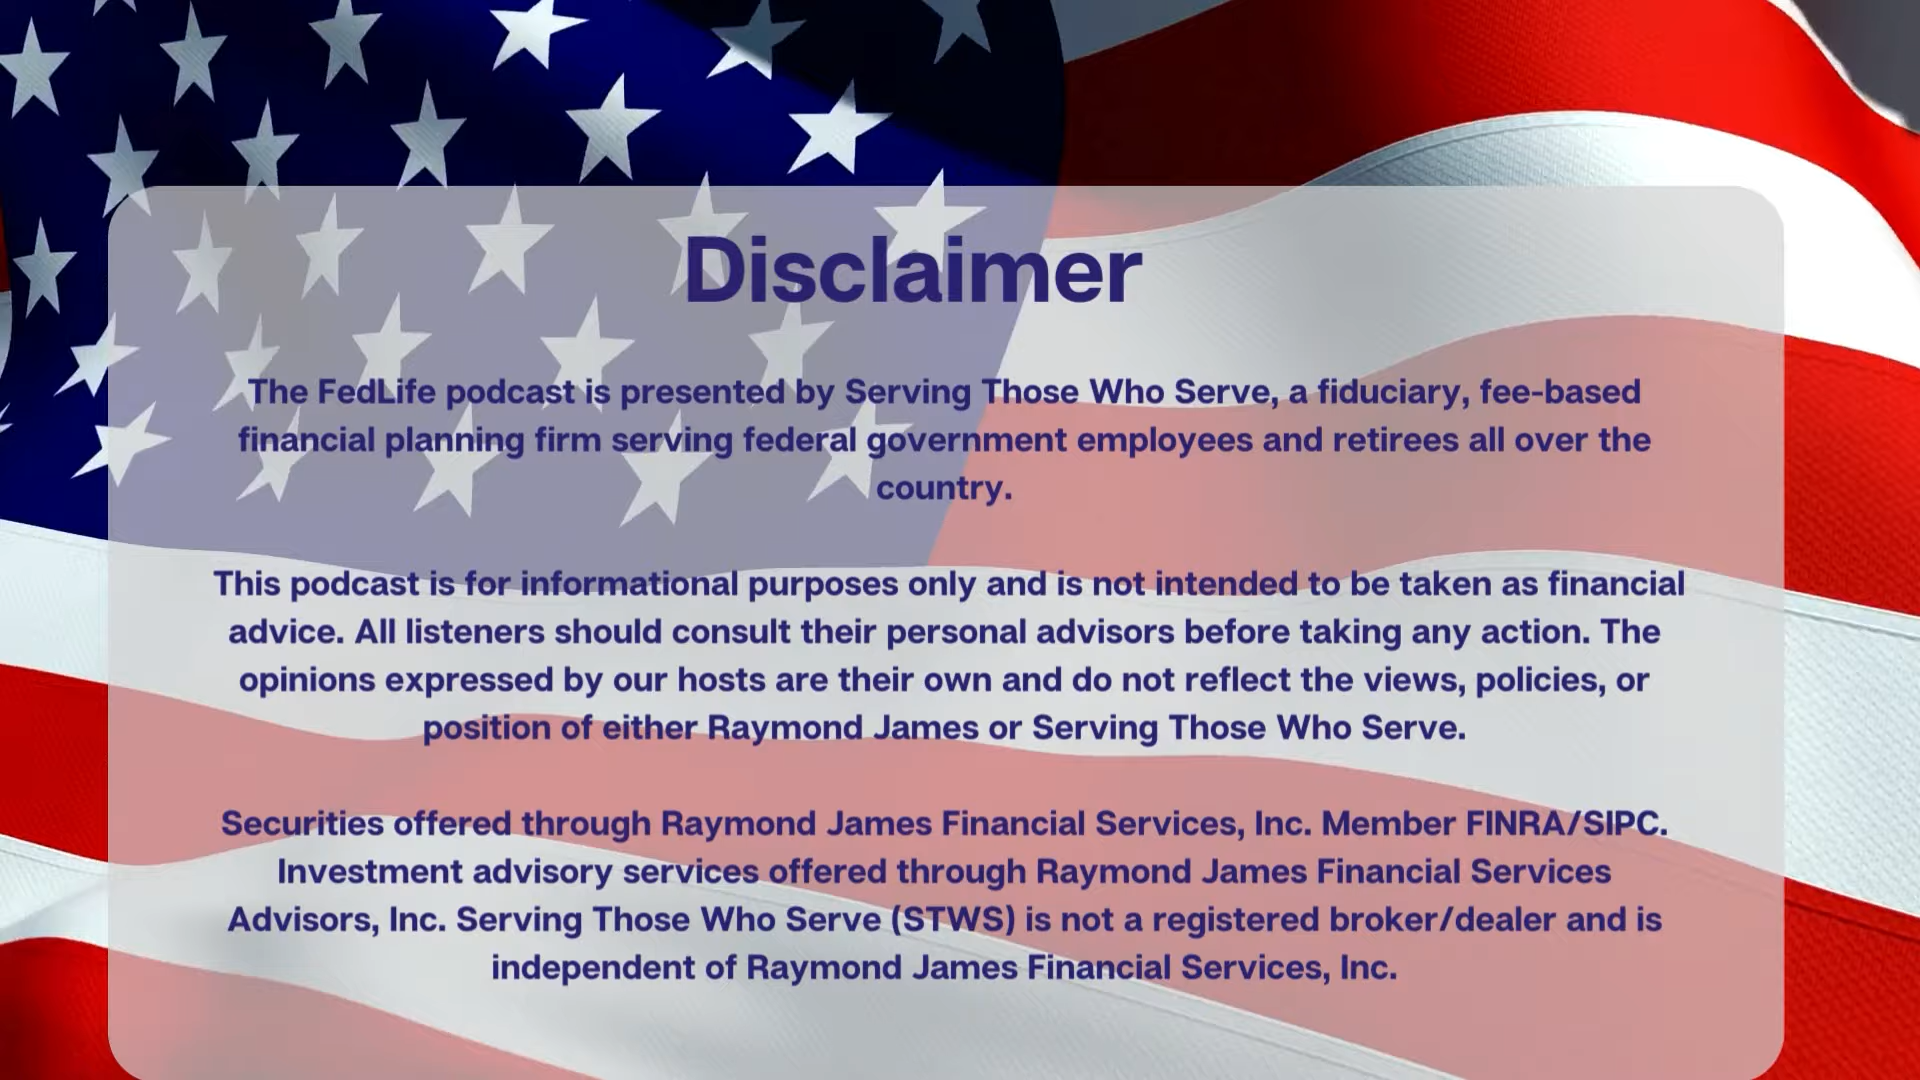 Disclaimer
The FedLife podcast is presented by Serving Those Who Serve, a fiduciary, fee-based
financial planning firm serving federal government employees and retirees all over the
country.
This podcast is for informational purposes only and is not intended to be taken as financial
advice. All listeners should consult their personal advisors before taking any action. The
opinions expressed by our hosts are their own and do not reflect the views, policies, or
position of either Raymond James or Serving Those Who Serve.
Securities offered through Raymond James Financial Services, Inc. Member FINRA/SIPC.
Investment advisory services offered through Raymond James Financial Services
Advisors, Inc. Serving Those Who Serve (STWS) is not a registered broker/dealer and is
independent of Raymond James Financial Services, Inc.